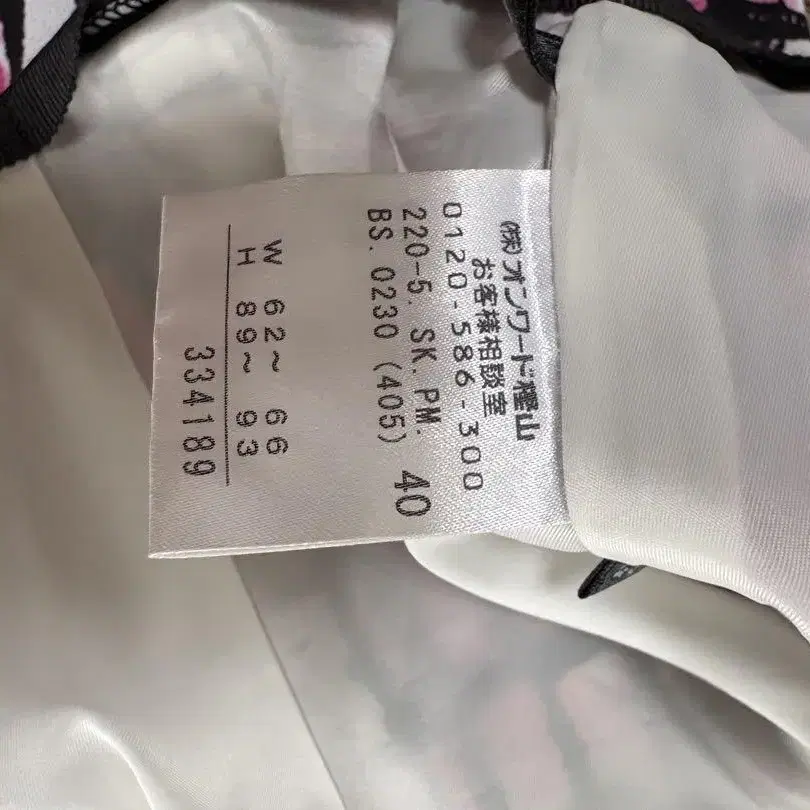 (株)オンワード樫山
お客様相談室
0120-586-300
220-5. SK. PM. 40
BS. 0230 (405)
W 62~ 66
H 89~ 93
334189